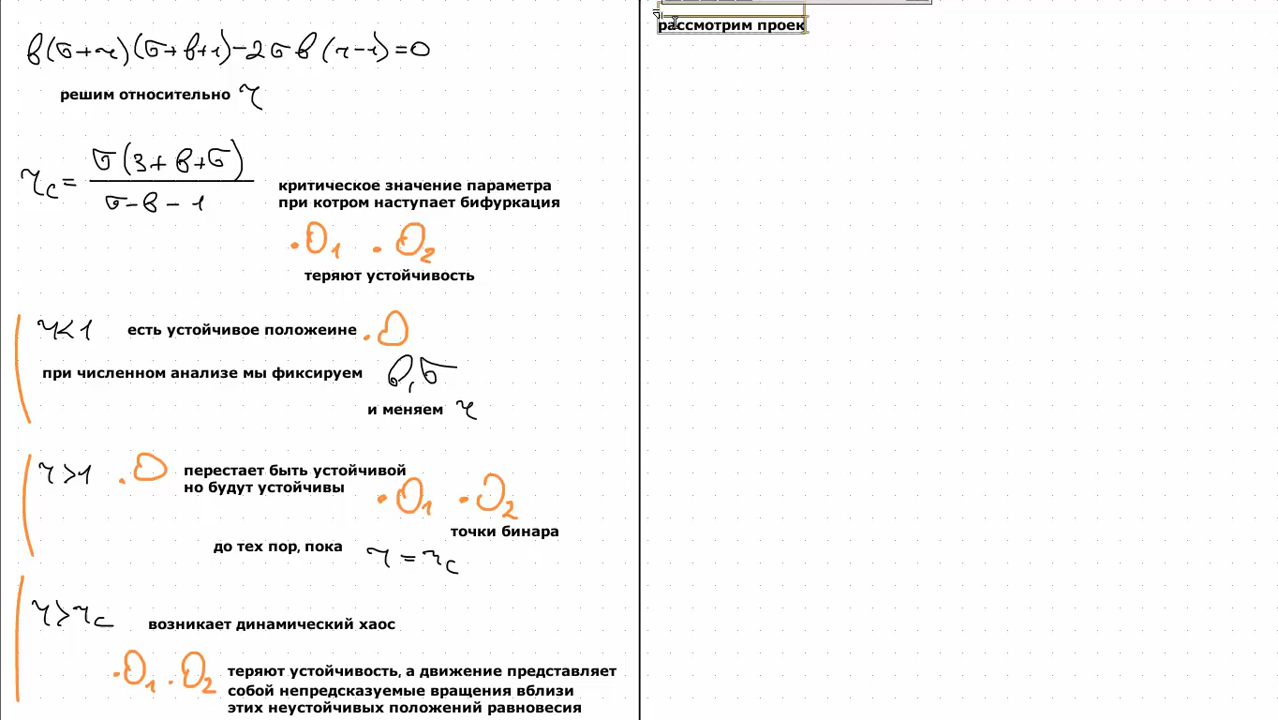 b(σ+r)(σ+b+1)-2σb(r-1)=0
решим относительно r
r_c = σ(3+b+σ) / σ-b-1
критическое значение параметра
при котром наступает бифуркация
.O₁ .O₂
теряют устойчивость
r<1 есть устойчивое положеине .O
при численном анализе мы фиксируем b,σ
и меняем r
r>1 .O перестает быть устойчивой
но будут устойчивы .O₁ .O₂
точки бинара
до тех пор, пока r=r_c
r>r_c возникает динамический хаос
.O₁ .O₂ теряют устойчивость, а движение представляет
собой непредсказуемые вращения вблизи
этих неустойчивых положений равновесия
рассмотрим проек